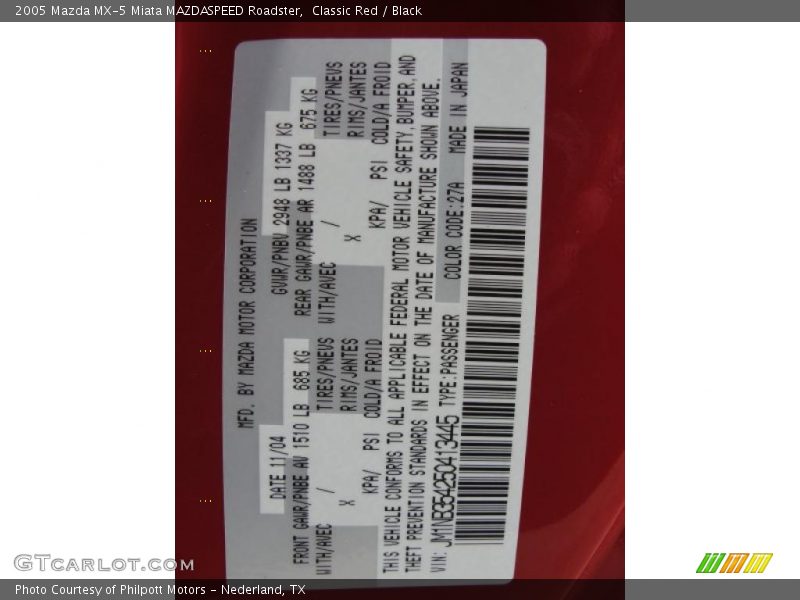 2005 Mazda MX-5 Miata MAZDASPEED Roadster, Classic Red / Black
MFD. BY MAZDA MOTOR CORPORATION
DATE 11/04 GVWR/PNBV 2948 LB 1337 KG
FRONT GAWR/PNBE AV 1510 LB 685 KG REAR GAWR/PNBE AR 1488 LB 675 KG
WITH/AVEC / TIRES/PNEUS WITH/AVEC / TIRES/PNEUS
X RIMS/JANTES X RIMS/JANTES
KPA/ PSI COLD/A FROID KPA/ PSI COLD/A FROID
THIS VEHICLE CONFORMS TO ALL APPLICABLE FEDERAL MOTOR VEHICLE SAFETY, BUMPER, AND
THEFT PREVENTION STANDARDS IN EFFECT ON THE DATE OF MANUFACTURE SHOWN ABOVE.
VIN: JM1NB354250413445 TYPE:PASSENGER COLOR CODE:27A MADE IN JAPAN
GTCarLot.com
Photo Courtesy of Philpott Motors - Nederland, TX